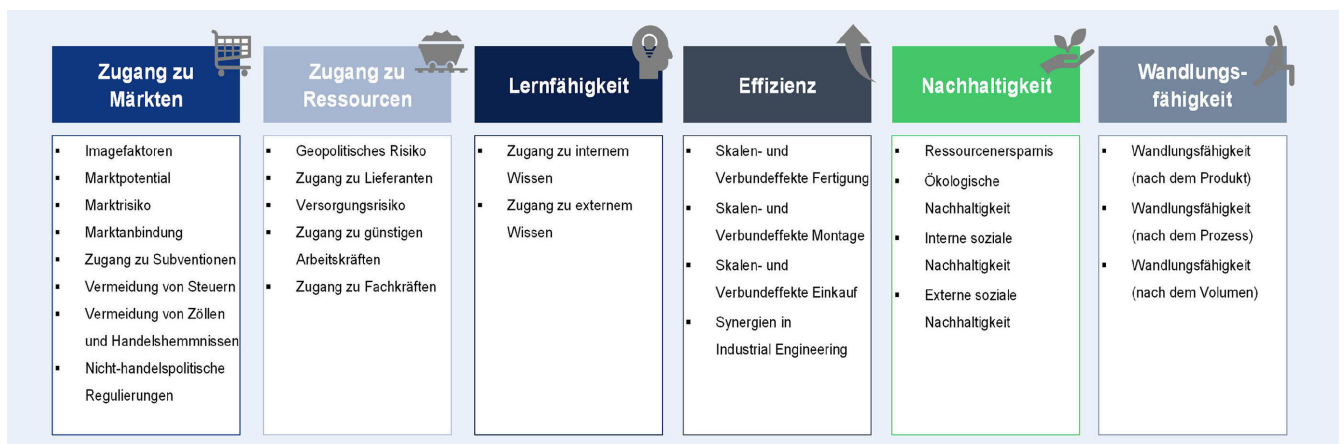 Zugang zu
Märkten
▪ Imagefaktoren
▪ Marktpotential
▪ Marktrisiko
▪ Marktanbindung
▪ Zugang zu Subventionen
▪ Vermeidung von Steuern
▪ Vermeidung von Zöllen
und Handelshemmnissen
▪ Nicht-handelspolitische
Regulierungen
Zugang zu
Ressourcen
▪ Geopolitisches Risiko
▪ Zugang zu Lieferanten
▪ Versorgungsrisiko
▪ Zugang zu günstigen
Arbeitskräften
▪ Zugang zu Fachkräften
Lernfähigkeit
▪ Zugang zu internem
Wissen
▪ Zugang zu externem
Wissen
Effizienz
▪ Skalen- und
Verbundeffekte Fertigung
▪ Skalen- und
Verbundeffekte Montage
▪ Skalen- und
Verbundeffekte Einkauf
▪ Synergien in
Industrial Engineering
Nachhaltigkeit
▪ Ressourcenersparnis
▪ Ökologische
Nachhaltigkeit
▪ Interne soziale
Nachhaltigkeit
▪ Externe soziale
Nachhaltigkeit
Wandlungs-
fähigkeit
▪ Wandlungsfähigkeit
(nach dem Produkt)
▪ Wandlungsfähigkeit
(nach dem Prozess)
▪ Wandlungsfähigkeit
(nach dem Volumen)